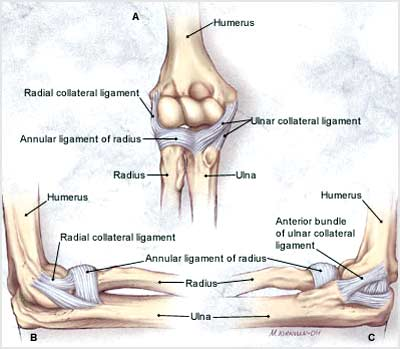 A
Humerus
Radial collateral ligament
Ulnar collateral ligament
Annular ligament of radius
Radius
Ulna
Humerus
Humerus
Radial collateral ligament
Anterior bundle
of ulnar collateral
ligament
Annular ligament of radius
Radius
Ulna
B
C